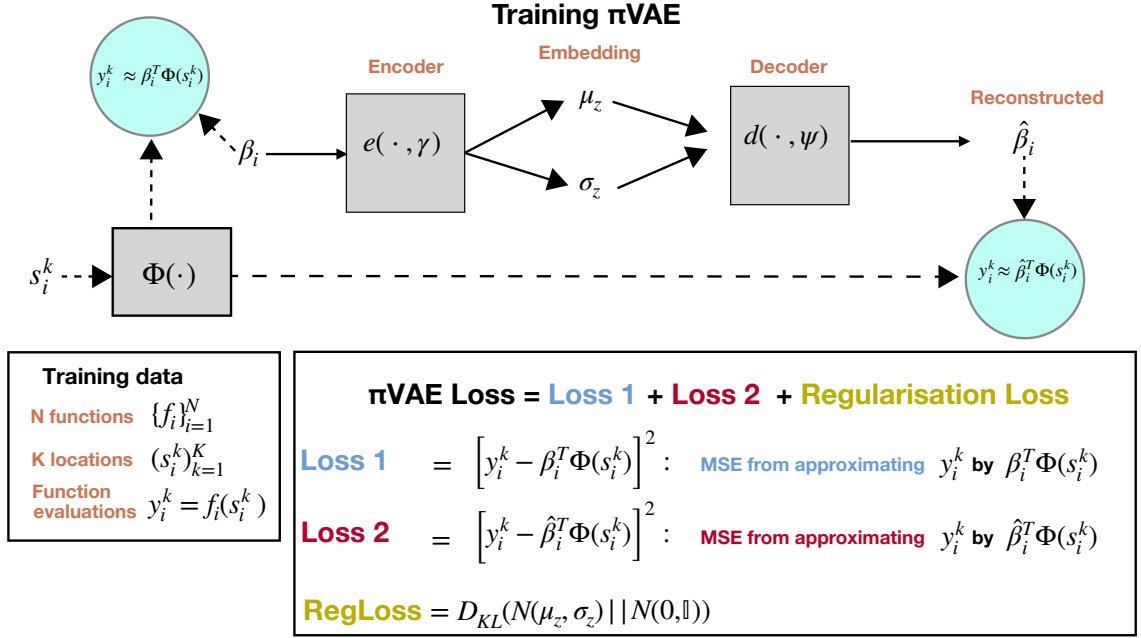 Training πVAE
y_i^k ≈ β_i^T Φ(s_i^k)
Encoder
Embedding
Decoder
Reconstructed
β_i
e( · , γ)
μ_z
σ_z
d( · , ψ)
β̂_i
s_i^k
Φ(·)
y_i^k ≈ β̂_i^T Φ(s_i^k)
Training data
N functions {f_i}_{i=1}^N
K locations (s_i^k)_{k=1}^K
Function
evaluations y_i^k = f_i(s_i^k)
πVAE Loss = Loss 1 + Loss 2 + Regularisation Loss
Loss 1 = [y_i^k − β_i^T Φ(s_i^k)]^2 : MSE from approximating y_i^k by β_i^T Φ(s_i^k)
Loss 2 = [y_i^k − β̂_i^T Φ(s_i^k)]^2 : MSE from approximating y_i^k by β̂_i^T Φ(s_i^k)
RegLoss = D_{KL}(N(μ_z, σ_z) | | N(0,𝕀))